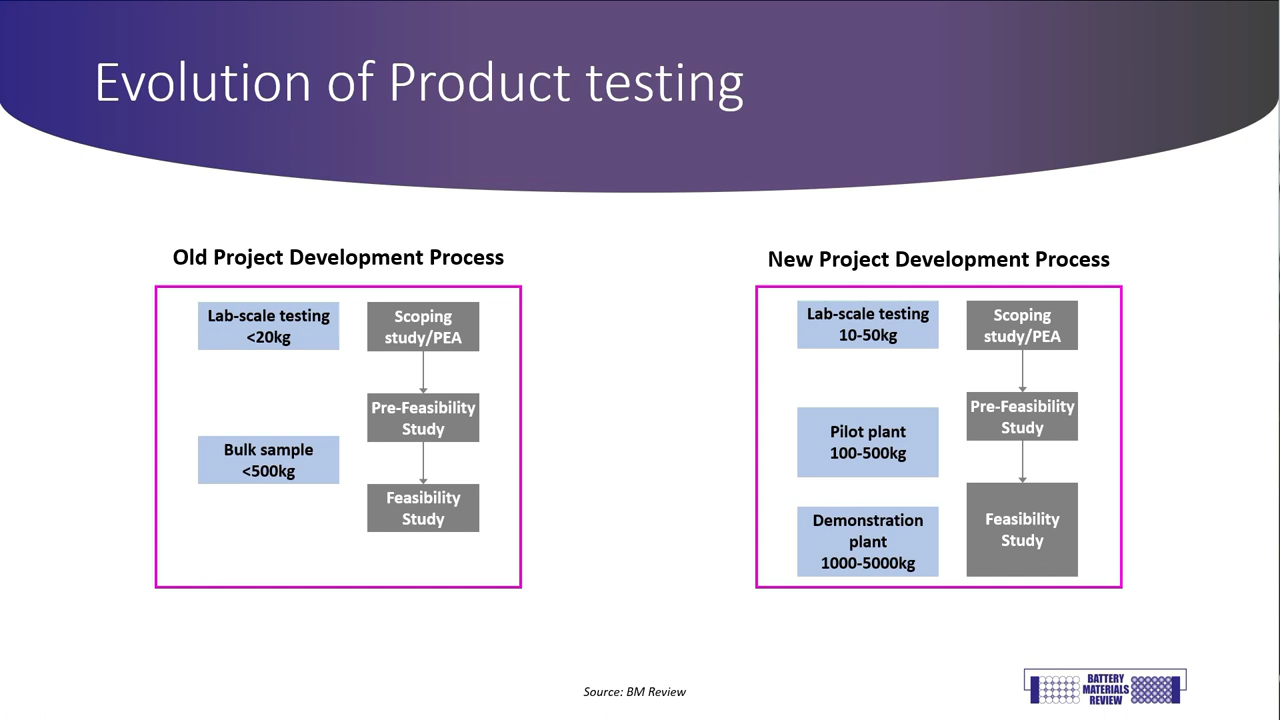 Evolution of Product testing
Old Project Development Process
Lab-scale testing
<20kg
Scoping
study/PEA
Pre-Feasibility
Study
Bulk sample
<500kg
Feasibility
Study
New Project Development Process
Lab-scale testing
10-50kg
Scoping
study/PEA
Pre-Feasibility
Study
Pilot plant
100-500kg
Demonstration
plant
1000-5000kg
Feasibility
Study
Source: BM Review
BATTERY
MATERIALS
REVIEW